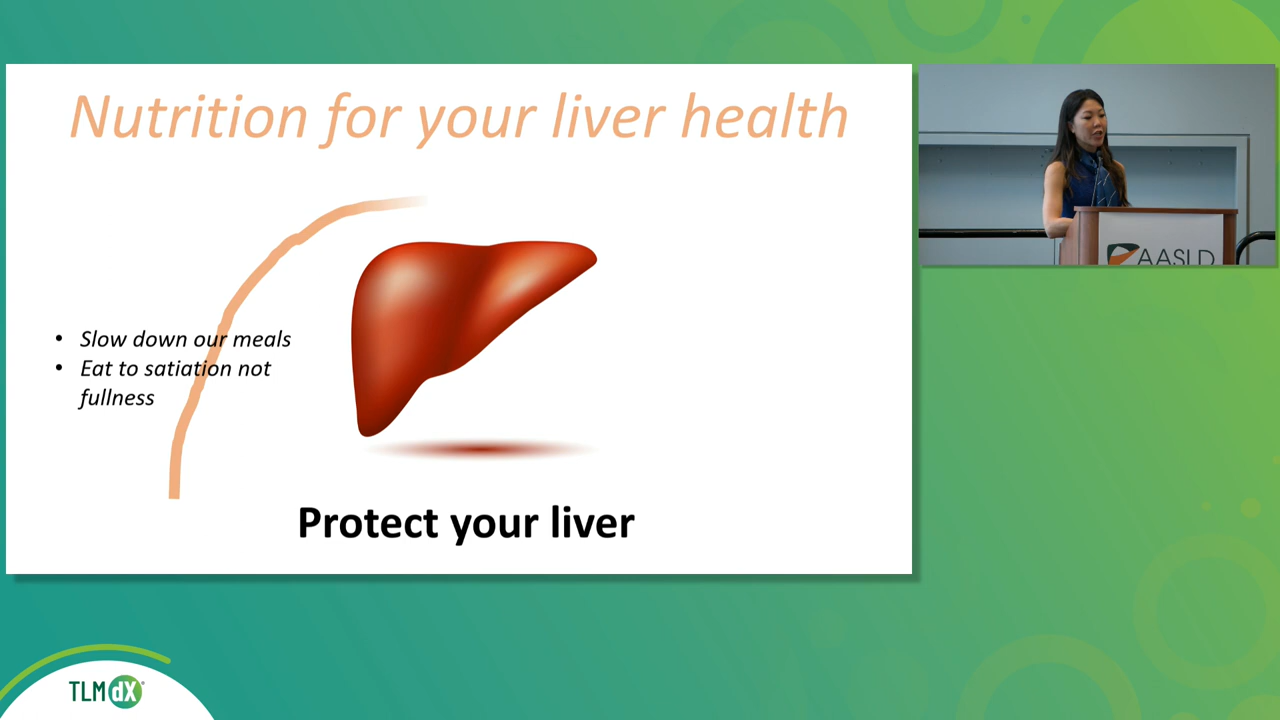 Nutrition for your liver health
• Slow down our meals
• Eat to satiation not
fullness
Protect your liver
AASLD
TLMdX